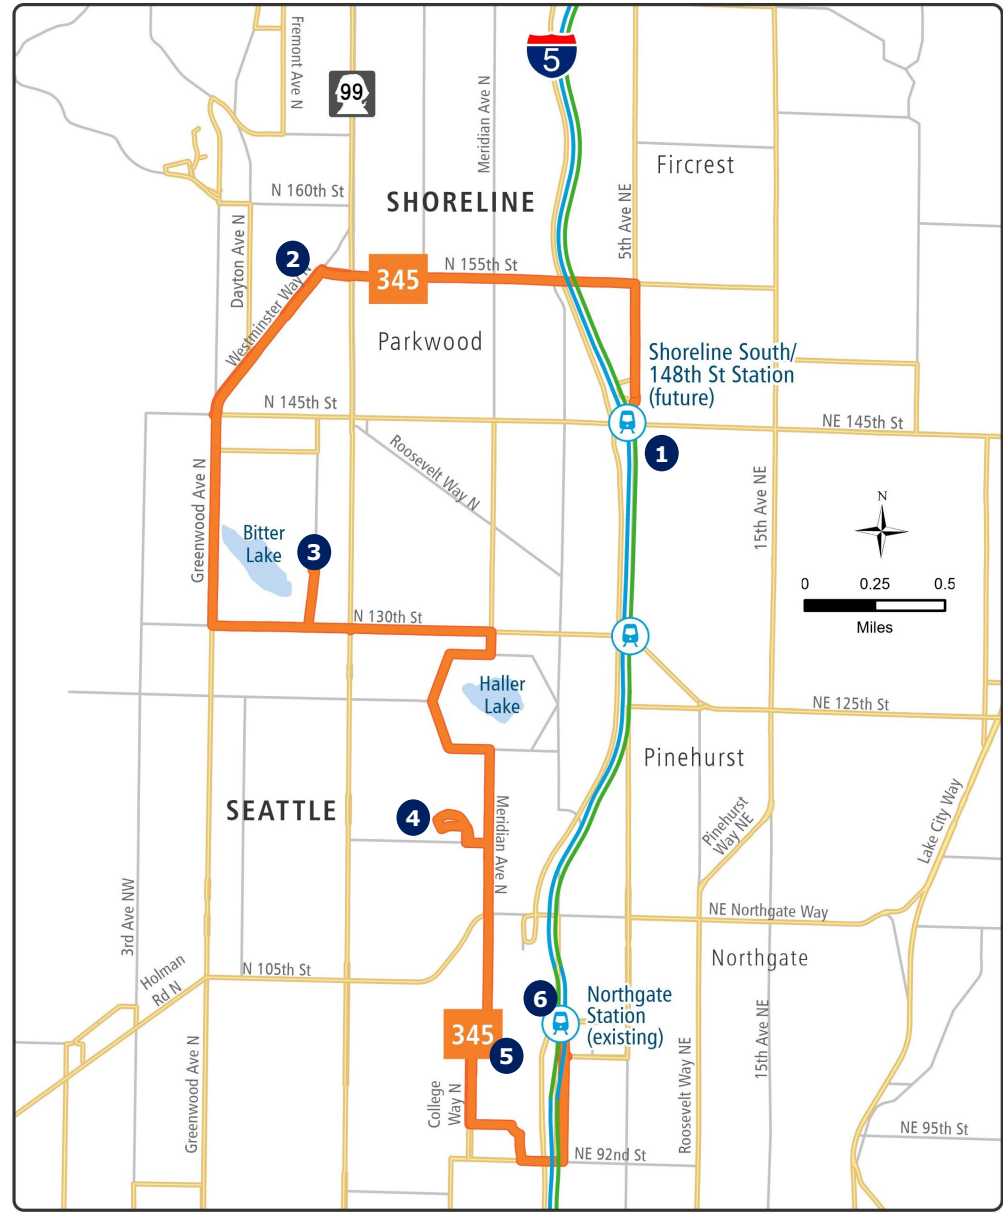 Fremont Ave N
99
Meridian Ave N
5
Fircrest
N 160th St
SHORELINE
5th Ave NE
Dayton Ave N
2
Westminster Way N
345
N 155th St
Parkwood
Shoreline South/
148th St Station
(future)
N 145th St
NE 145th St
1
Roosevelt Way N
Greenwood Ave N
15th Ave NE
N
Bitter
Lake
3
0
0.25
0.5
Miles
N 130th St
Haller
Lake
NE 125th St
Pinehurst
SEATTLE
4
Meridian Ave N
Pinehurst
Way NE
Lake City Way
3rd Ave NW
NE Northgate Way
Northgate
Holman
Rd N
N 105th St
6
Northgate
Station
(existing)
345
5
15th Ave NE
Greenwood Ave N
College
Way N
Roosevelt Way NE
NE 92nd St
NE 95th St